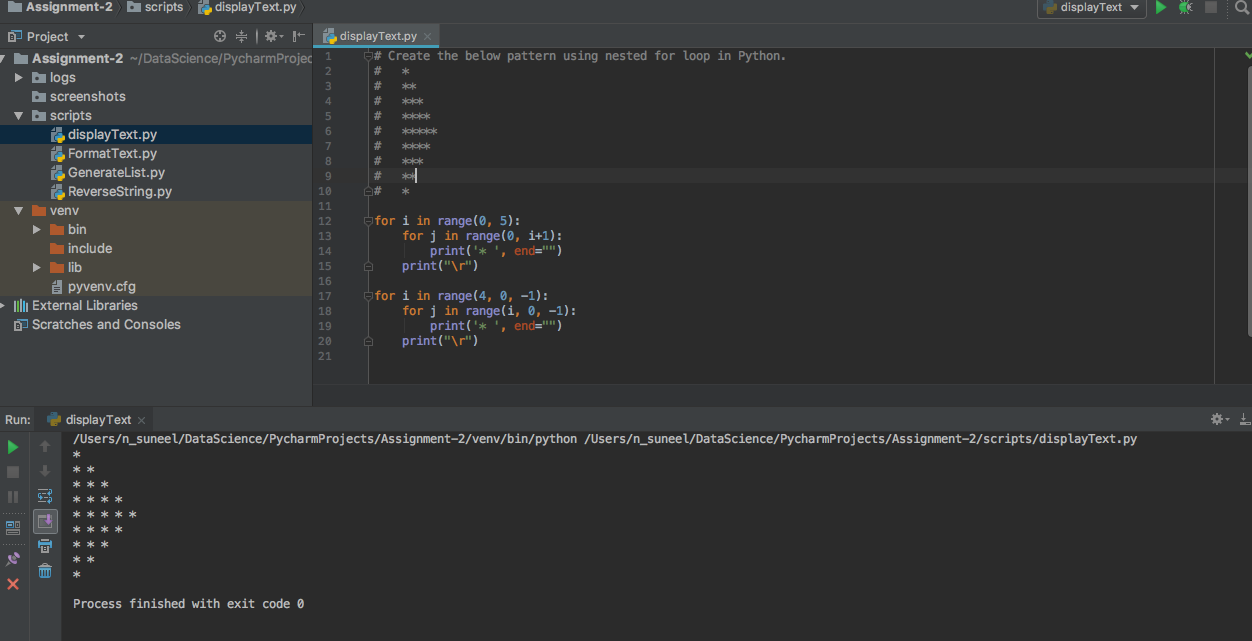 Assignment-2 scripts displayText.py displayText
Project displayText.py
Assignment-2 ~/DataScience/PycharmProjec
logs
screenshots
scripts
displayText.py
FormatText.py
GenerateList.py
ReverseString.py
venv
bin
include
lib
pyvenv.cfg
External Libraries
Scratches and Consoles
1 # Create the below pattern using nested for loop in Python.
2 #   *
3 #   **
4 #   ***
5 #   ****
6 #   *****
7 #   ****
8 #   ***
9 #   **
10 #   *
11
12 for i in range(0, 5):
13     for j in range(0, i+1):
14         print('* ', end="")
15     print("\r")
16
17 for i in range(4, 0, -1):
18     for j in range(i, 0, -1):
19         print('* ', end="")
20     print("\r")
21
Run: displayText
/Users/n_suneel/DataScience/PycharmProjects/Assignment-2/venv/bin/python /Users/n_suneel/DataScience/PycharmProjects/Assignment-2/scripts/displayText.py
*
* *
* * *
* * * *
* * * * *
* * * *
* * *
* *
*
Process finished with exit code 0